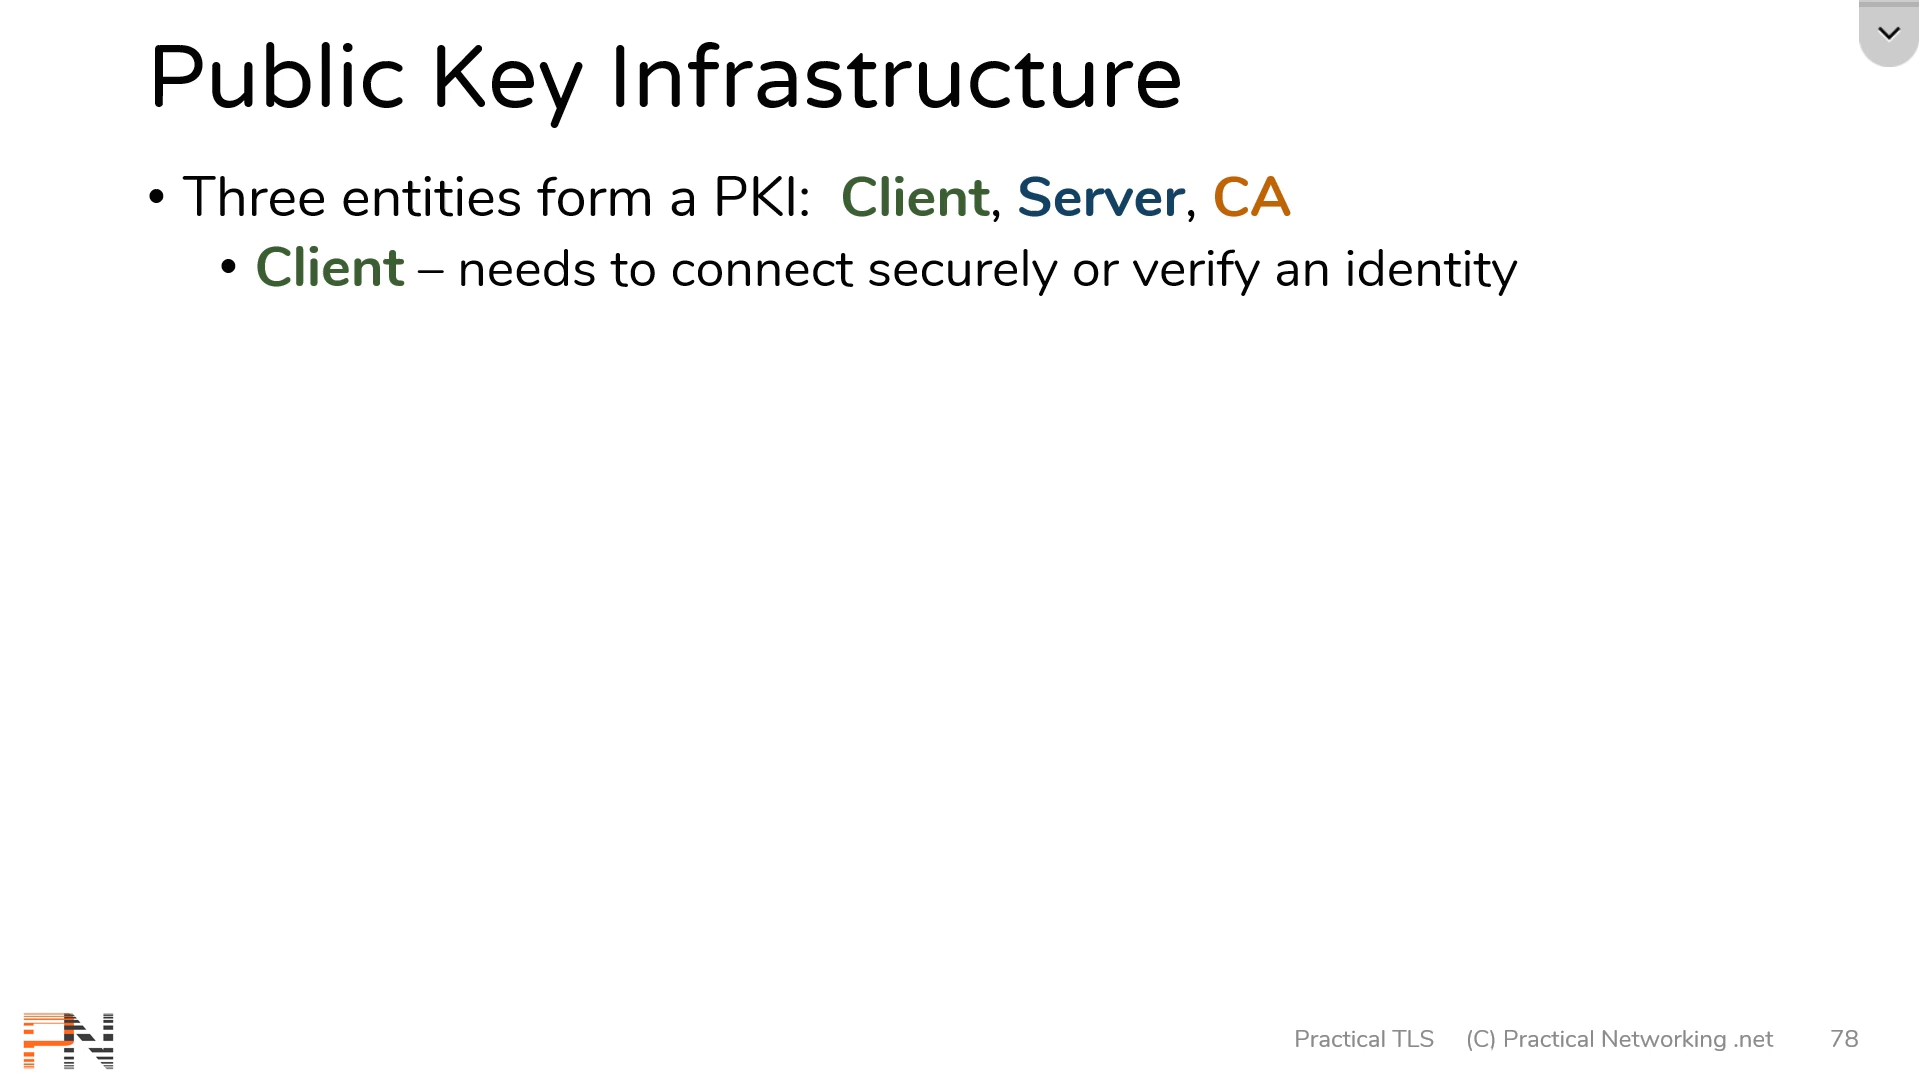 Public Key Infrastructure
• Three entities form a PKI: Client, Server, CA
• Client – needs to connect securely or verify an identity
PN
Practical TLS (C) Practical Networking .net 78